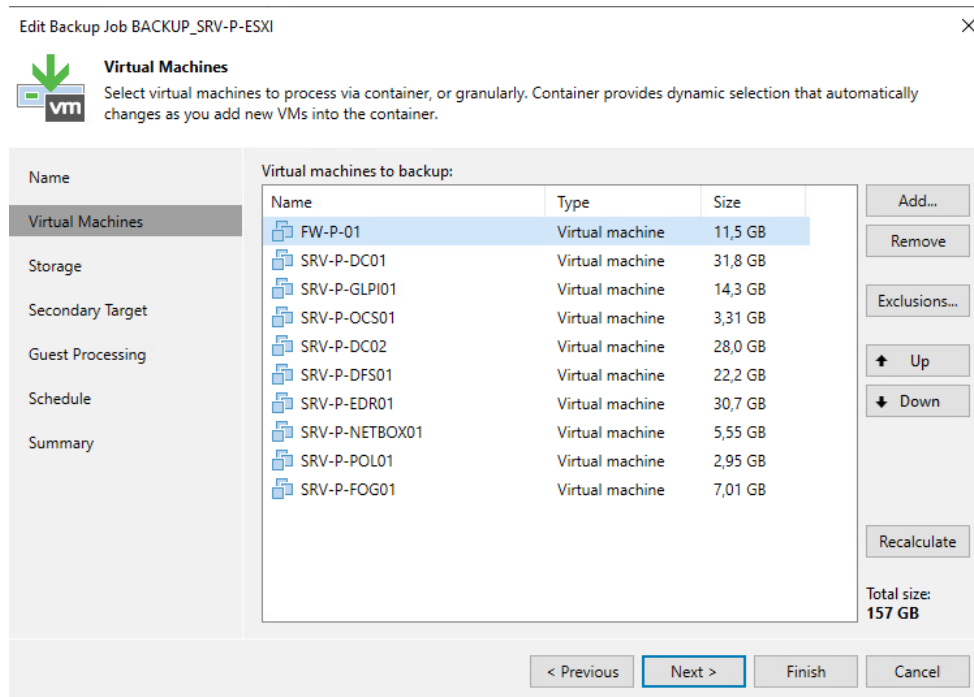 Edit Backup Job BACKUP_SRV-P-ESXI
vm
Virtual Machines
Select virtual machines to process via container, or granularly. Container provides dynamic selection that automatically
changes as you add new VMs into the container.
Name
Virtual Machines
Storage
Secondary Target
Guest Processing
Schedule
Summary
Virtual machines to backup:
Name Type Size
FW-P-01 Virtual machine 11,5 GB
SRV-P-DC01 Virtual machine 31,8 GB
SRV-P-GLPI01 Virtual machine 14,3 GB
SRV-P-OCS01 Virtual machine 3,31 GB
SRV-P-DC02 Virtual machine 28,0 GB
SRV-P-DFS01 Virtual machine 22,2 GB
SRV-P-EDR01 Virtual machine 30,7 GB
SRV-P-NETBOX01 Virtual machine 5,55 GB
SRV-P-POL01 Virtual machine 2,95 GB
SRV-P-FOG01 Virtual machine 7,01 GB
Add...
Remove
Exclusions...
Up
Down
Recalculate
Total size:
157 GB
< Previous Next > Finish Cancel